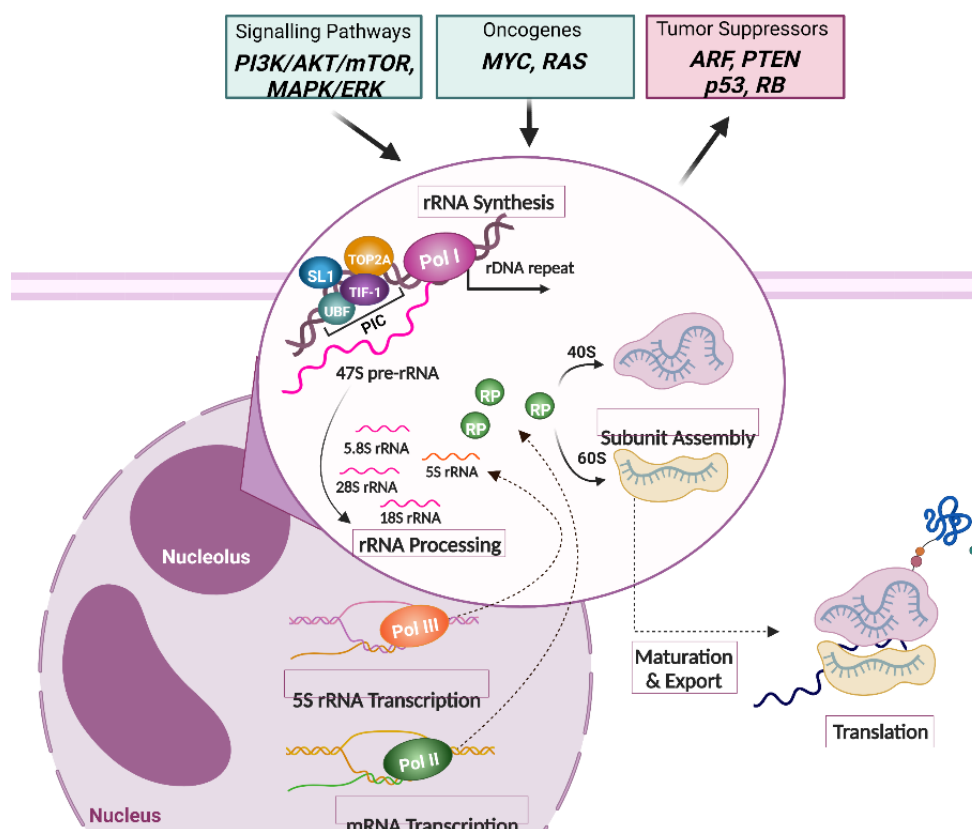 Signalling Pathways
PI3K/AKT/mTOR,
MAPK/ERK
Oncogenes
MYC, RAS
Tumor Suppressors
ARF, PTEN
p53, RB
rRNA Synthesis
TOP2A
Pol I
SL1
TIF-1
UBF
PIC
rDNA repeat
47S pre-rRNA
40S
RP
RP
RP
Subunit Assembly
5.8S rRNA
5S rRNA
60S
28S rRNA
18S rRNA
rRNA Processing
Nucleolus
Pol III
5S rRNA Transcription
Maturation
& Export
Translation
Pol II
Nucleus
mRNA Transcription